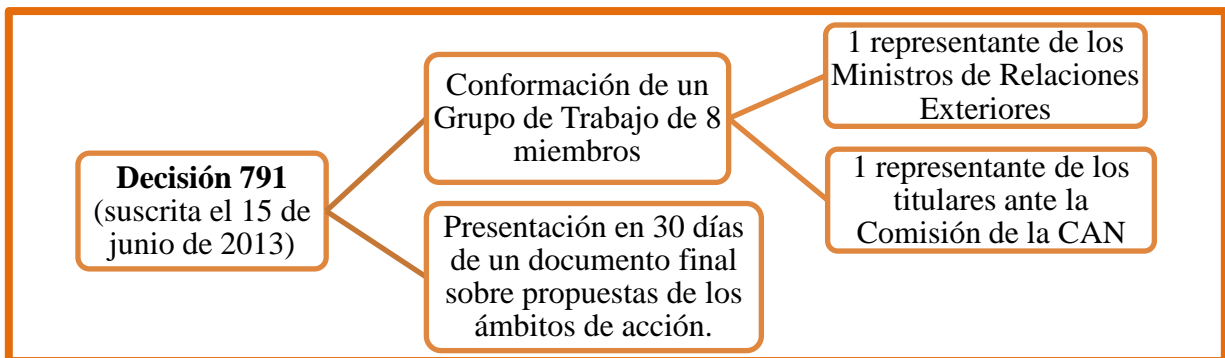 Decisión 791
(suscrita el 15 de
junio de 2013)
Conformación de un
Grupo de Trabajo de 8
miembros
1 representante de los
Ministros de Relaciones
Exteriores
1 representante de los
titulares ante la
Comisión de la CAN
Presentación en 30 días
de un documento final
sobre propuestas de los
ámbitos de acción.